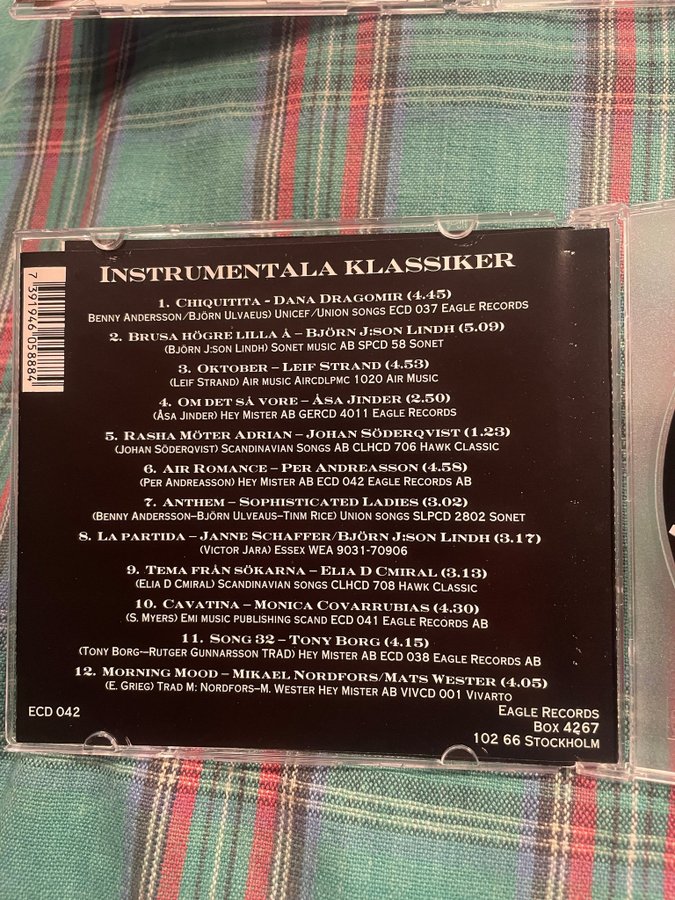 INSTRUMENTALA KLASSIKER
1. CHIQUITITA - DANA DRAGOMIR (4.45)
BENNY ANDERSSON/BJÖRN ULVAEUS) UNICEF/UNION SONGS ECD 037 EAGLE RECORDS
2. BRUSA HÖGRE LILLA Å – BJÖRN J:SON LINDH (5.09)
(BJÖRN J:SON LINDH) SONET MUSIC AB SPCD 58 SONET
3. OKTOBER – LEIF STRAND (4.53)
(LEIF STRAND) AIR MUSIC AIRCDLPMC 1020 AIR MUSIC
4. OM DET SÅ VORE – ÅSA JINDER (2.50)
(ÅSA JINDER) HEY MISTER AB GERCD 4011 EAGLE RECORDS
5. RASHA MÖTER ADRIAN – JOHAN SÖDERQVIST (1.23)
(JOHAN SÖDERQVIST) SCANDINAVIAN SONGS AB CLHCD 706 HAWK CLASSIC
6. AIR ROMANCE – PER ANDREASSON (4.58)
(PER ANDREASSON) HEY MISTER AB ECD 042 EAGLE RECORDS AB
7. ANTHEM – SOPHISTICATED LADIES (3.02)
(BENNY ANDERSSON–BJÖRN ULVEAUS–TINM RICE) UNION SONGS SLPCD 2802 SONET
8. LA PARTIDA – JANNE SCHAFFER/BJÖRN J:SON LINDH (3.17)
(VICTOR JARA) ESSEX WEA 9031-70906
9. TEMA FRÅN SÖKARNA – ELIA D CMIRAL (3.13)
(ELIA D CMIRAL) SCANDINAVIAN SONGS CLHCD 708 HAWK CLASSIC
10. CAVATINA – MONICA COVARRUBIAS (4.30)
(S. MYERS) EMI MUSIC PUBLISHING SCAND ECD 041 EAGLE RECORDS AB
11. SONG 32 – TONY BORG (4.15)
(TONY BORG–RUTGER GUNNARSSON TRAD) HEY MISTER AB ECD 038 EAGLE RECORDS AB
12. MORNING MOOD – MIKAEL NORDFORS/MATS WESTER (4.05)
(E. GRIEG) TRAD M: NORDFORS–M. WESTER HEY MISTER AB VIVCD 001 VIVARTO
ECD 042
EAGLE RECORDS
BOX 4267
102 66 STOCKHOLM
7 391946 058884